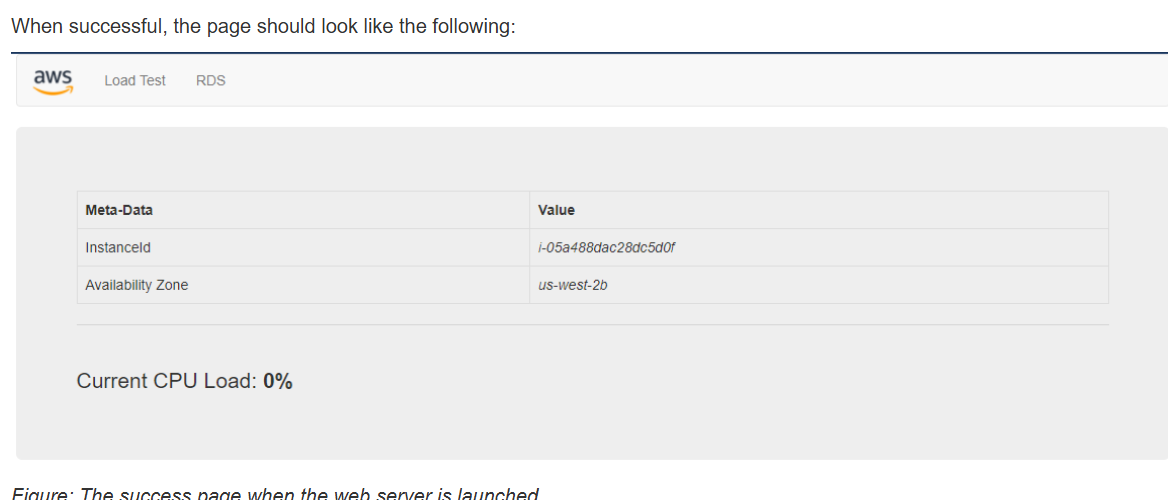 When successful, the page should look like the following:
aws Load Test RDS
Meta-Data Value
InstanceId i-05a488dac28dc5d0f
Availability Zone us-west-2b
Current CPU Load: 0%
Figure: The success page when the web server is launched